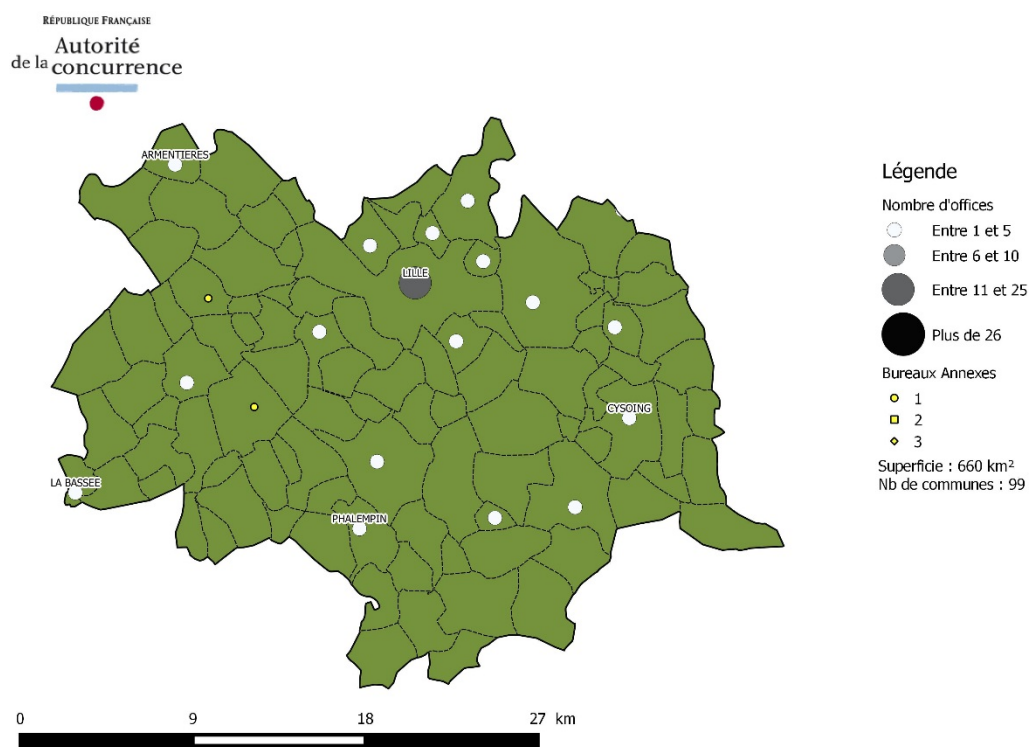 RÉPUBLIQUE FRANÇAISE
Autorité
de la concurrence
ARMENTIERES
LILLE
CYSOING
LA BASSEE
PHALEMPIN
Légende
Nombre d'offices
Entre 1 et 5
Entre 6 et 10
Entre 11 et 25
Plus de 26
Bureaux Annexes
1
2
3
Superficie : 660 km²
Nb de communes : 99
0 9 18 27 km